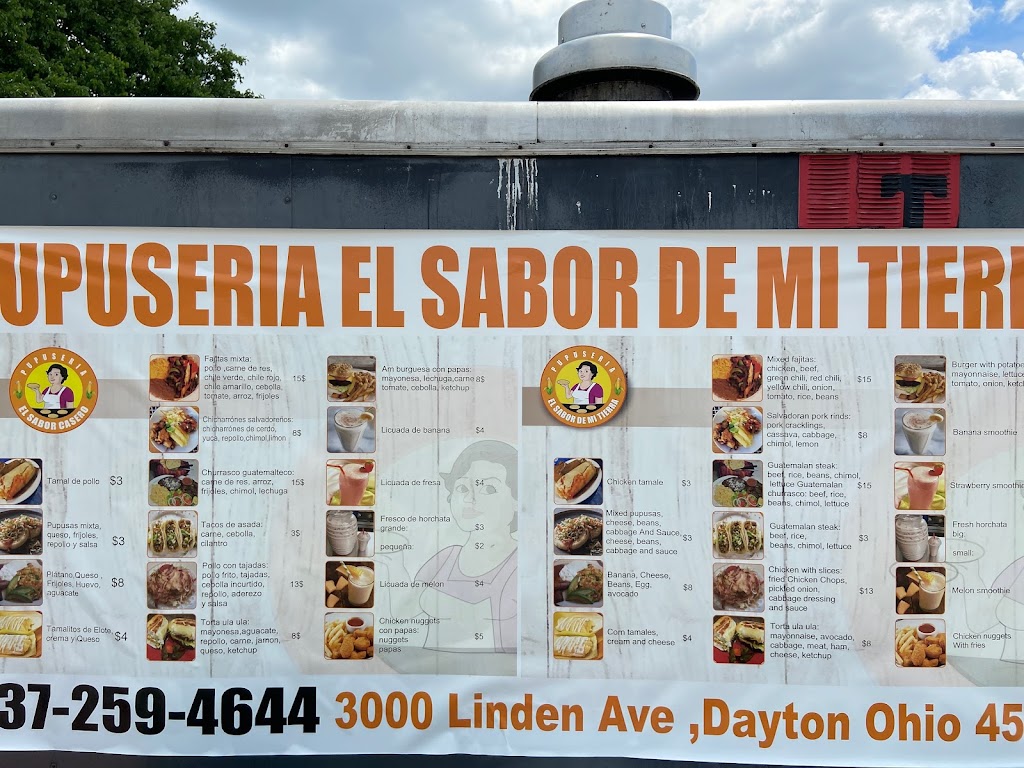 T
UPUSERIA EL SABOR DE MI TIERR
PUPUSERIA
EL SABOR CASERO
Tamal de pollo $3
Pupusas mixta,
queso, frijoles,
repollo y salsa $3
Plátano,Queso ,
Frijoles, Huevo,
aguacate $8
Tamalitos de Elote,
crema y Queso $4
Fajitas mixta:
pollo ,carne de res,
chile verde, chile rojo,
chile amarillo, cebolla,
tomate, arroz, frijoles 15$
Chicharrónes salvadoreños:
chicharrónes de cerdo,
yuca, repollo,chimol,limon 8$
Churrasco guatemalteco:
carne de res, arroz,
frijoles, chimol, lechuga 15$
Tacos de asada:
carne, cebolla,
cilantro 3$
Pollo con tajadas:
pollo frito, tajadas,
cebolla incurtido,
repollo, aderezo
y salsa 13$
Torta ula ula:
mayonesa,aguacate,
repollo, carne, jamon,
queso, ketchup 8$
Am burguesa con papas:
mayonesa, lechuga,carne 8$
tomate, cebolla, ketchup
Licuada de banana $4
Licuada de fresa $4
Fresco de horchata
grande: $3
pequeña: $2
Licuada de melon $4
Chicken nuggets
con papas:
nuggets $5
papas
PUPUSERIA
EL SABOR DE MI TIERRA
Chicken tamale $3
Mixed pupusas,
cheese, beans,
cabbage And Sauce, $3
cheese, beans,
cabbage and sauce
Banana, Cheese,
Beans, Egg, $8
avocado
Corn tamales,
cream and cheese $4
Mixed fajitas:
chicken, beef,
green chili, red chili, $15
yellow chili, onion,
tomato, rice, beans
Salvadoran pork rinds:
pork cracklings,
cassava, cabbage, $8
chimol, lemon
Guatemalan steak:
beef, rice, beans, chimol,
lettuce Guatemalan $15
churrasco: beef, rice,
beans, chimol, lettuce
Guatemalan steak:
beef, rice, $3
beans, chimol, lettuce
Chicken with slices:
fried Chicken Chops,
pickled onion, $13
cabbage dressing
and sauce
Torta ula ula:
mayonnaise, avocado,
cabbage, meat, ham, $8
cheese, ketchup
Burger with potatoe
mayonnaise, lettuce
tomato, onion, ketc
Banana smoothie
Strawberry smoothie
Fresh horchata
big:
small:
Melon smoothie
Chicken nuggets
With fries
37-259-4644 3000 Linden Ave ,Dayton Ohio 45